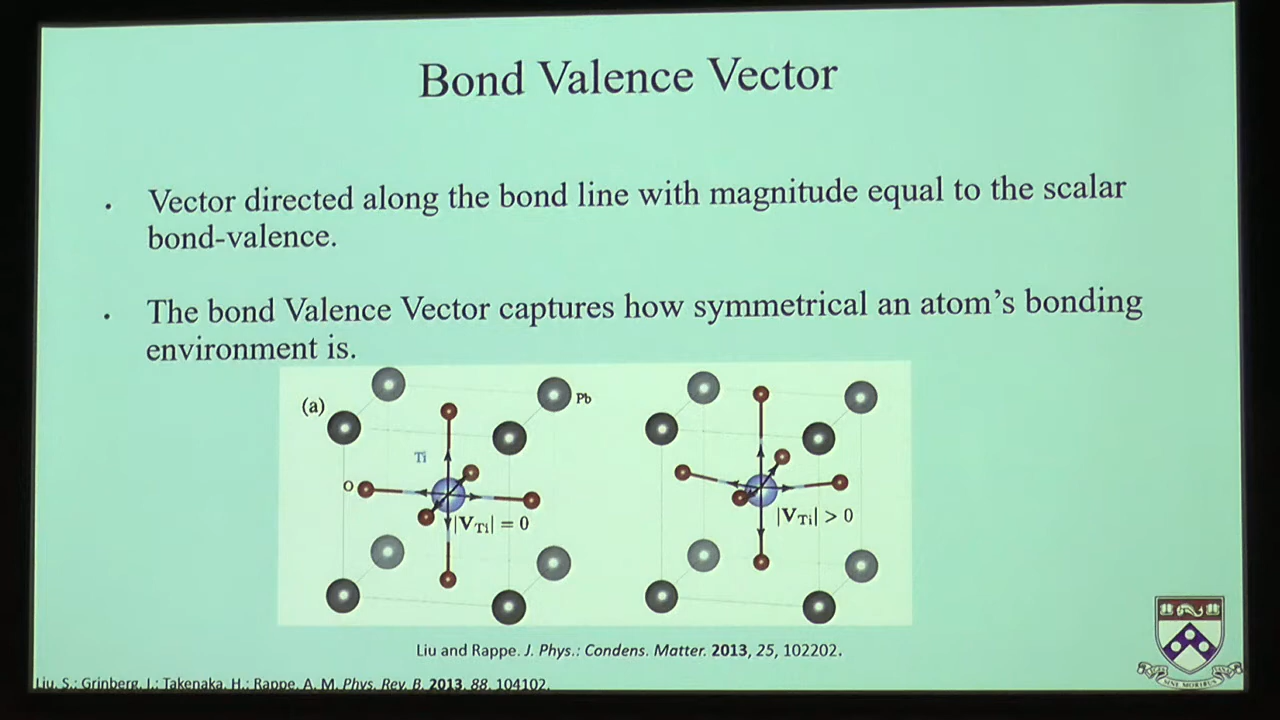 Bond Valence Vector
• Vector directed along the bond line with magnitude equal to the scalar
bond-valence.
• The bond Valence Vector captures how symmetrical an atom’s bonding
environment is.
(a)
Pb
Ti
O
|VTi| = 0
|VTi| > 0
Liu and Rappe. J. Phys.: Condens. Matter. 2013, 25, 102202.
Liu, S.; Grinberg, I.; Takenaka, H.; Rappe, A. M. Phys. Rev. B, 2013, 88, 104102.